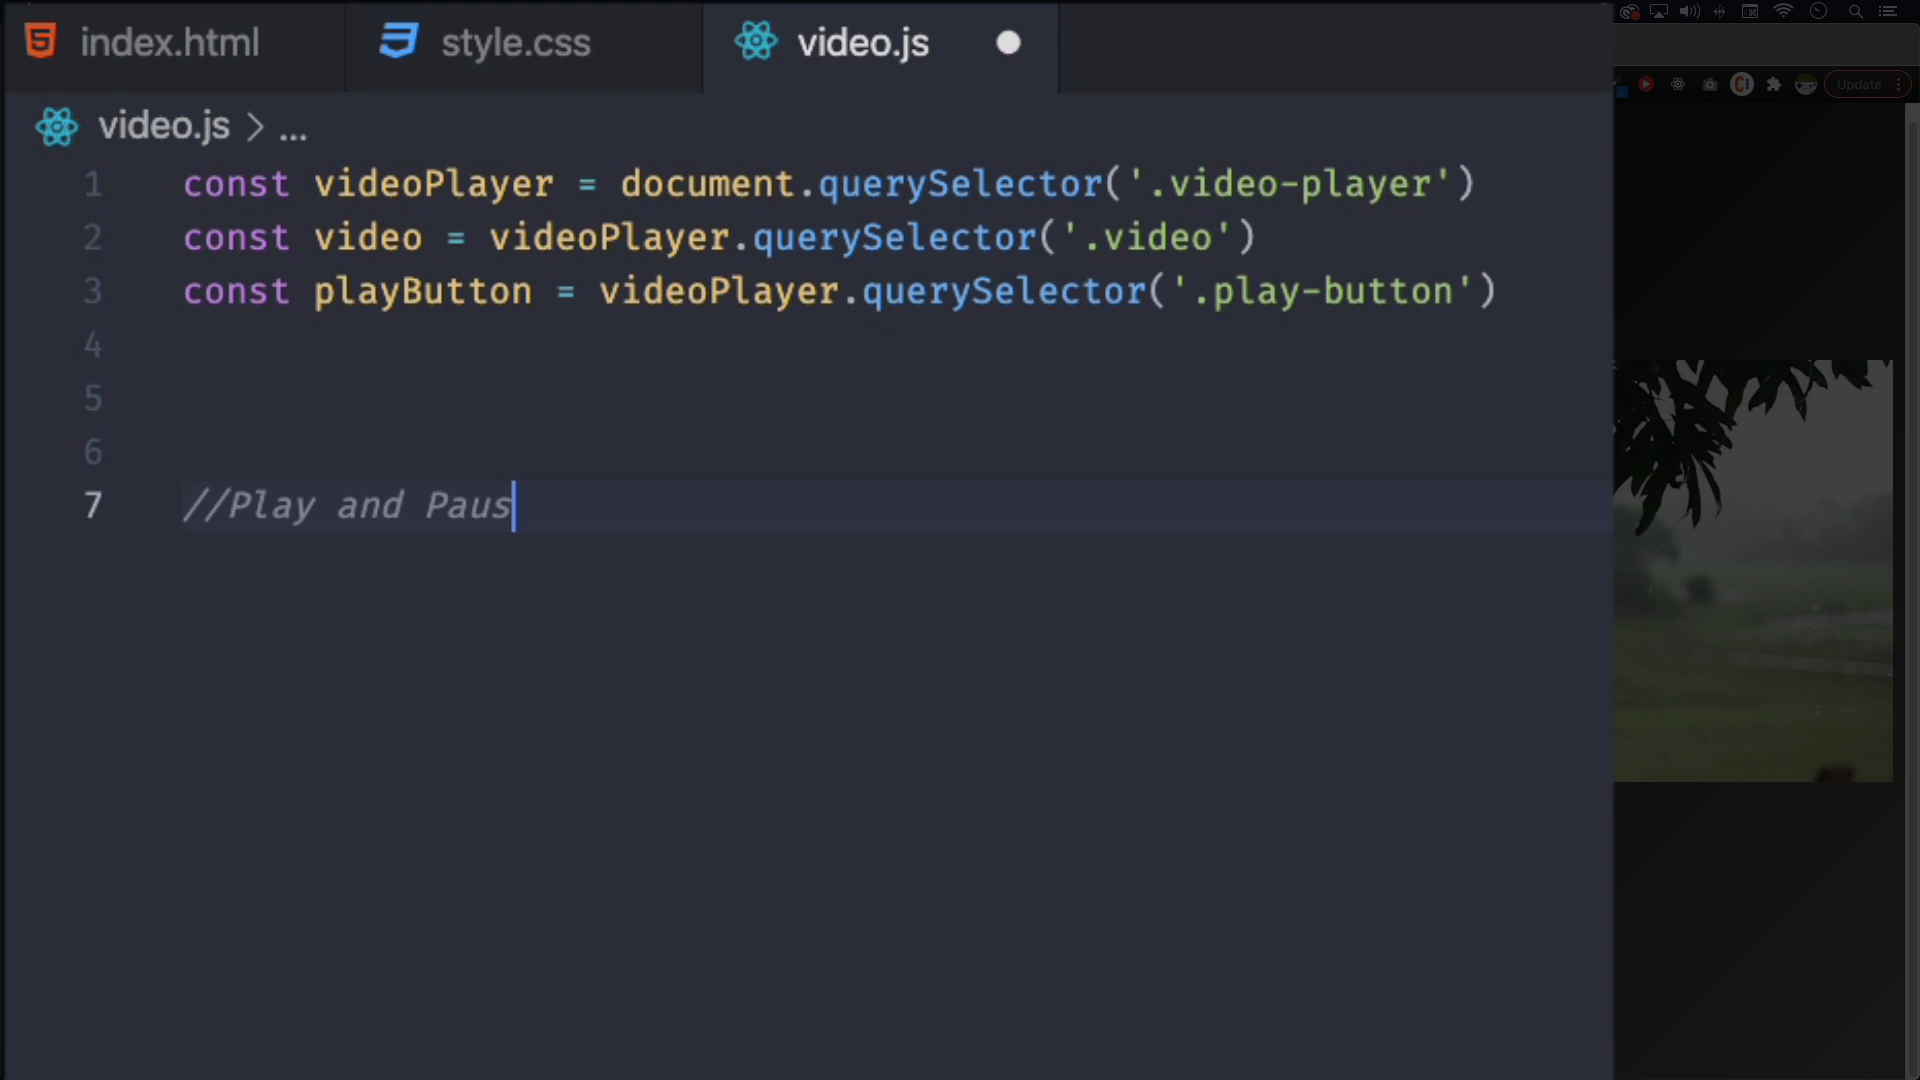 index.html style.css video.js
Update
video.js > ...
1 const videoPlayer = document.querySelector('.video-player')
2 const video = videoPlayer.querySelector('.video')
3 const playButton = videoPlayer.querySelector('.play-button')
4
5
6
7 //Play and Paus